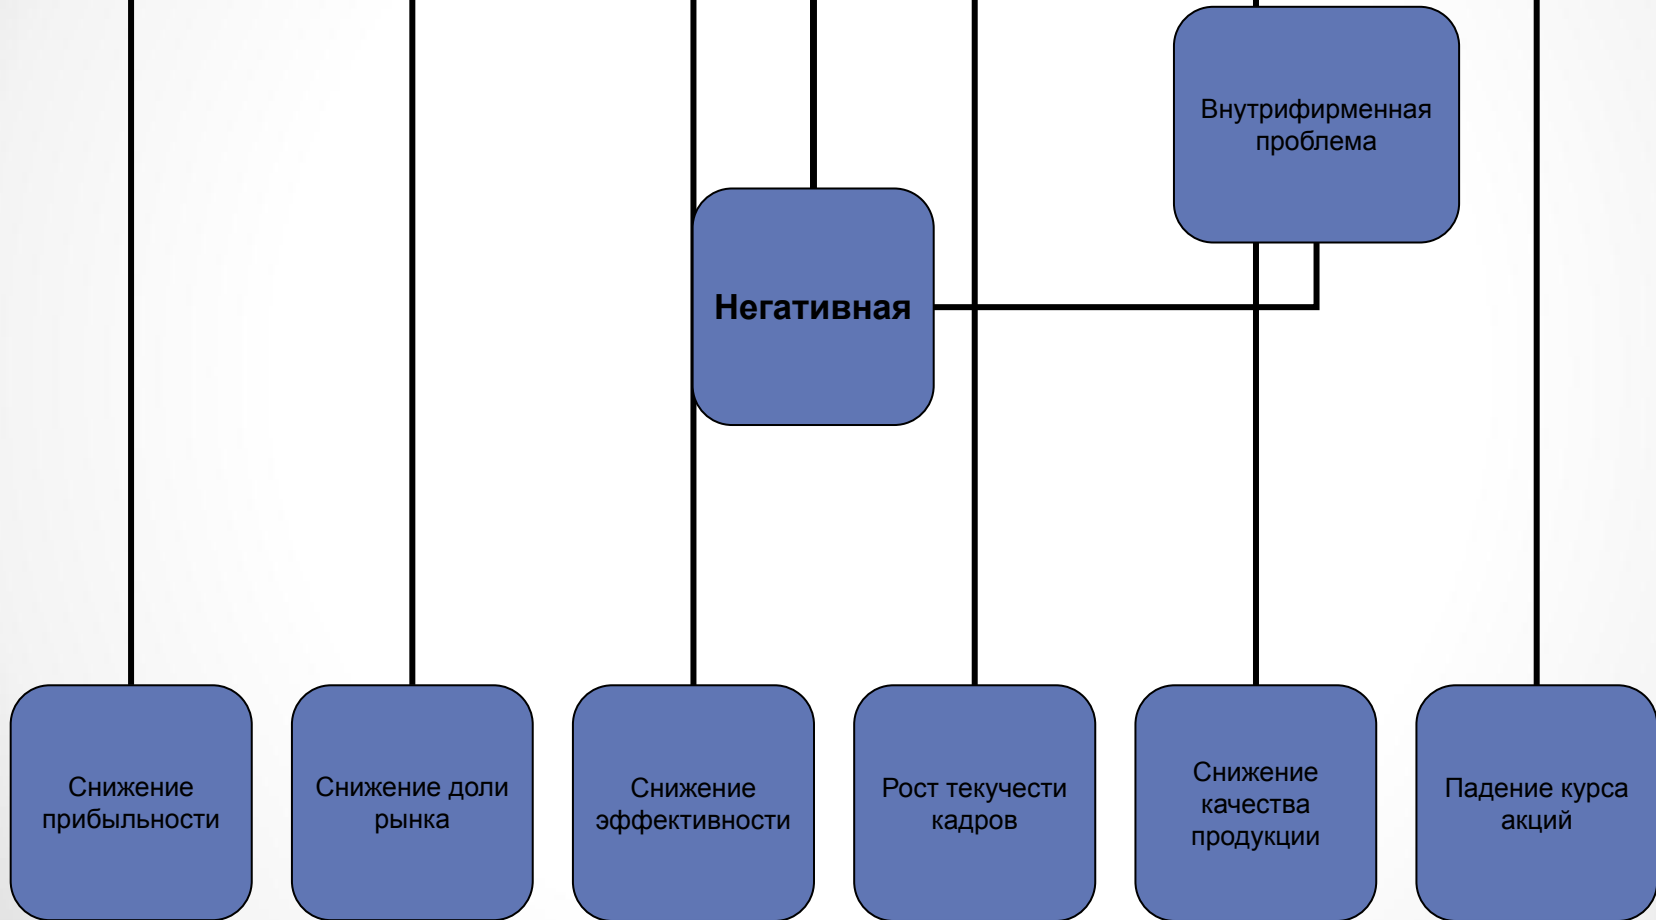 Внутрифирменная
проблема
Негативная
Снижение
прибыльности
Снижение доли
рынка
Снижение
эффективности
Рост текучести
кадров
Снижение
качества
продукции
Падение курса
акций